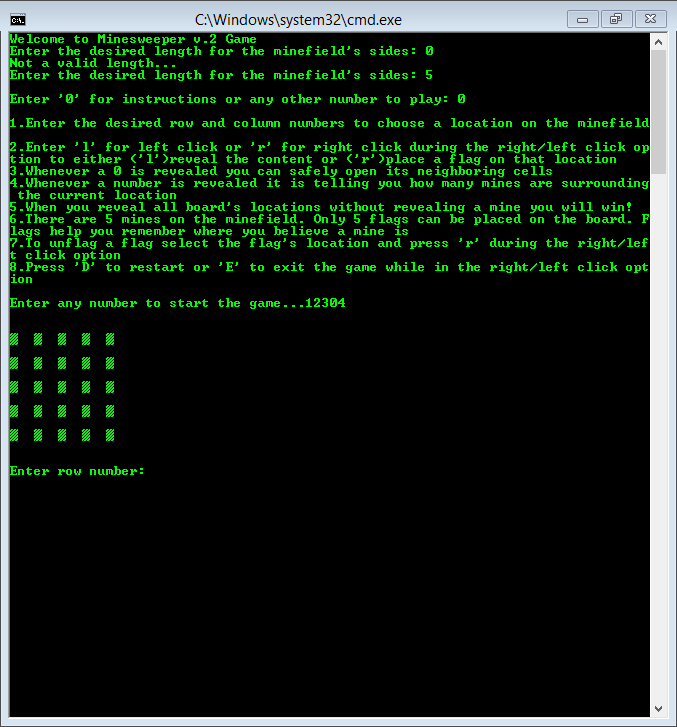 C:\Windows\system32\cmd.exe
Welcome to Minesweeper v.2 Game
Enter the desired length for the minefield's sides: 0
Not a valid length...
Enter the desired length for the minefield's sides: 5
Enter '0' for instructions or any other number to play: 0
1.Enter the desired row and column numbers to choose a location on the minefield
2.Enter 'l' for left click or 'r' for right click during the right/left click op
tion to either ('l')reveal the content or ('r')place a flag on that location
3.Whenever a 0 is revealed you can safely open its neighboring cells
4.Whenever a number is revealed it is telling you how many mines are surrounding
 the current location
5.When you reveal all board's locations without revealing a mine you will win!
6.There are 5 mines on the minefield. Only 5 flags can be placed on the board. F
lags help you remember where you believe a mine is
7.To unflag a flag select the flag's location and press 'r' during the right/lef
t click option
8.Press 'D' to restart or 'E' to exit the game while in the right/left click opt
ion
Enter any number to start the game...12304
▒ ▒ ▒ ▒ ▒
▒ ▒ ▒ ▒ ▒
▒ ▒ ▒ ▒ ▒
▒ ▒ ▒ ▒ ▒
▒ ▒ ▒ ▒ ▒
Enter row number: